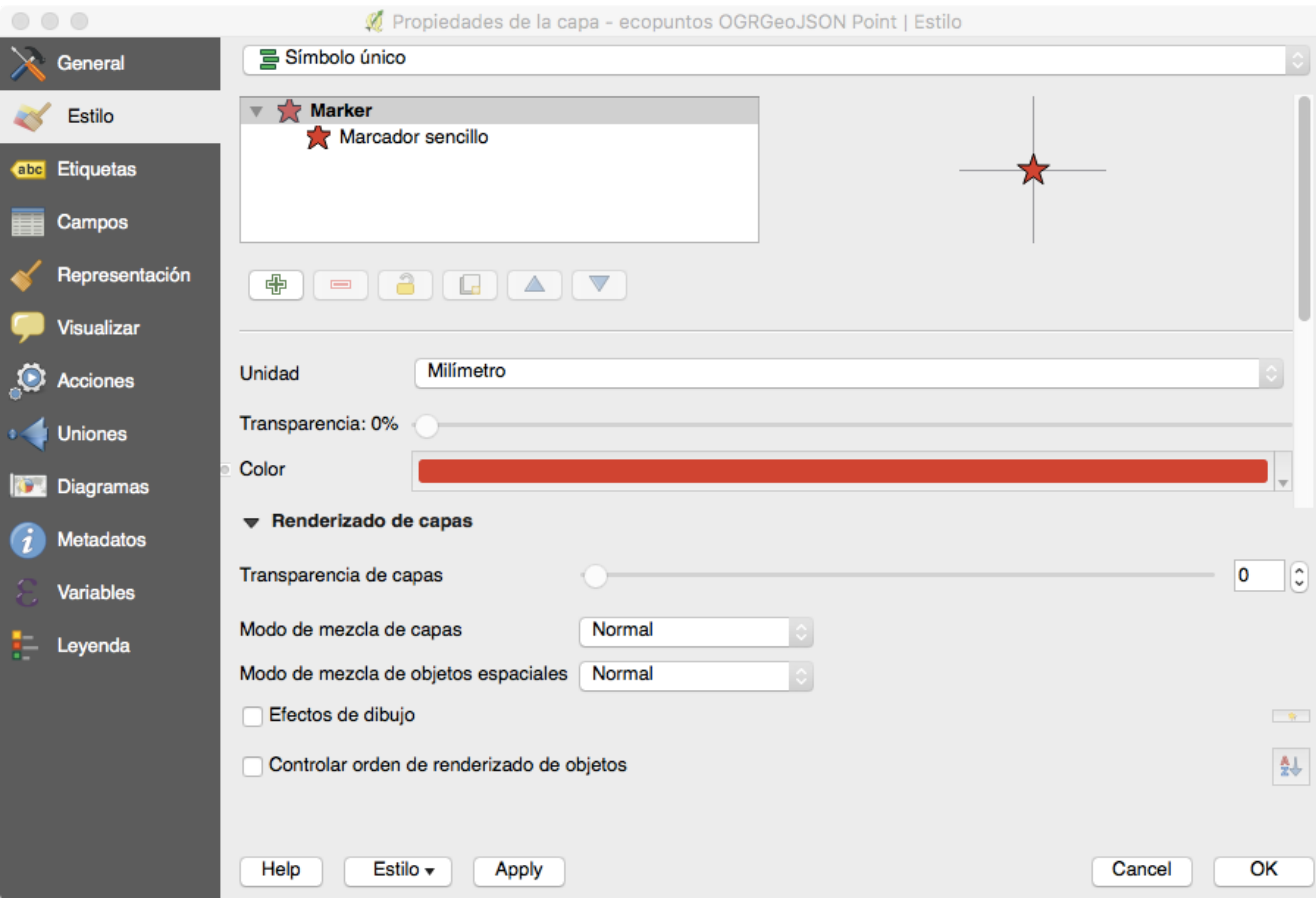 Propiedades de la capa - ecopuntos OGRGeoJSON Point | Estilo
General
Estilo
abc Etiquetas
Campos
Representación
Visualizar
Acciones
Uniones
Diagramas
Metadatos
Variables
Leyenda
Símbolo único
Marker
Marcador sencillo
Unidad Milímetro
Transparencia: 0%
Color
Renderizado de capas
Transparencia de capas 0
Modo de mezcla de capas Normal
Modo de mezcla de objetos espaciales Normal
Efectos de dibujo
Controlar orden de renderizado de objetos AZ
Help Estilo Apply Cancel OK